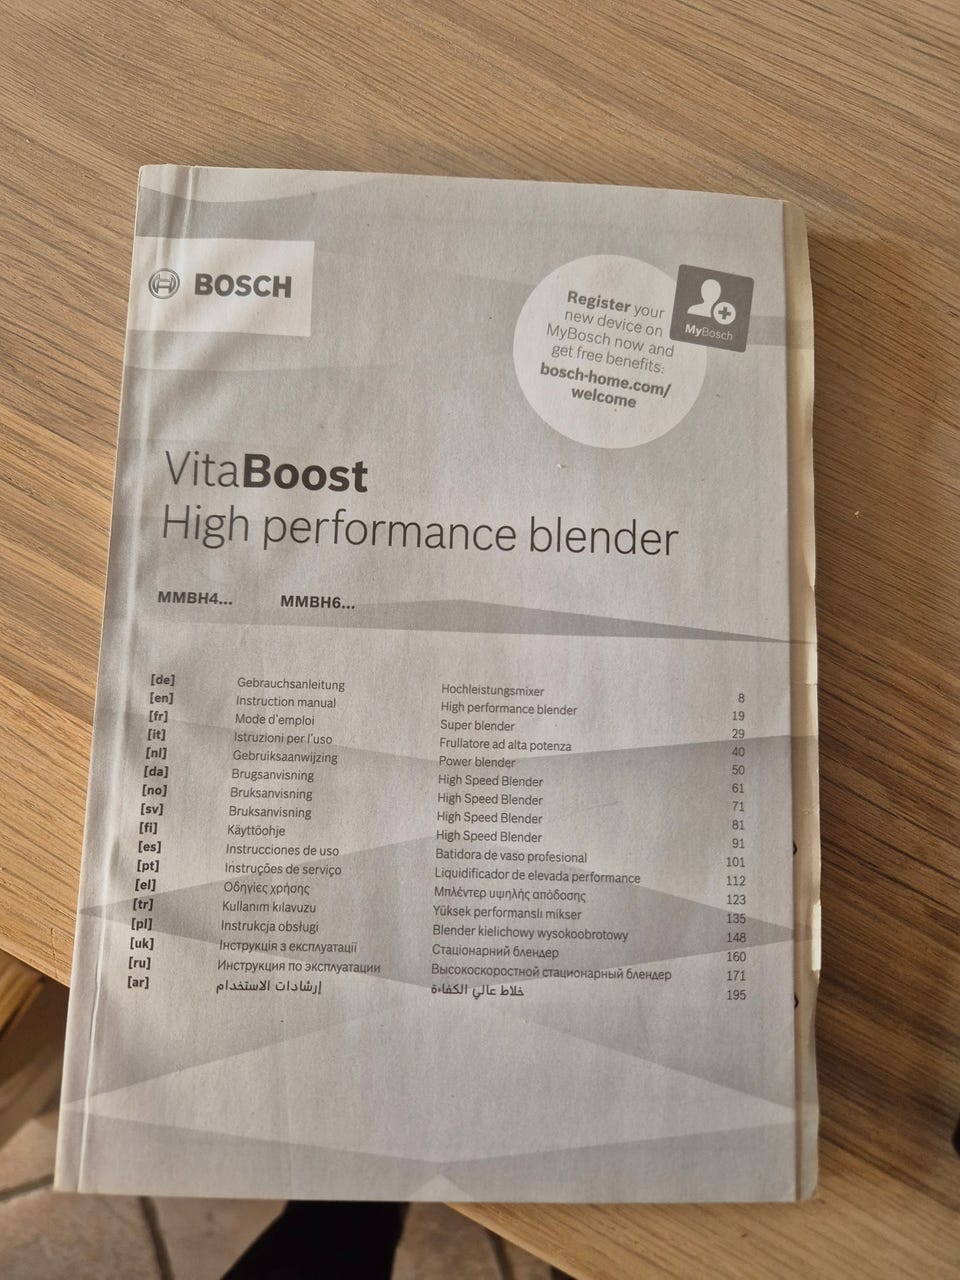 BOSCH
Register your
new device on
MyBosch now and
get free benefits:
bosch-home.com/
welcome
MyBosch
VitaBoost
High performance blender
MMBH4... MMBH6...
[de] Gebrauchsanleitung Hochleistungsmixer 8
[en] Instruction manual High performance blender 19
[fr] Mode d'emploi Super blender 29
[it] Istruzioni per l'uso Frullatore ad alta potenza 40
[nl] Gebruiksaanwijzing Power blender 50
[da] Brugsanvisning High Speed Blender 61
[no] Bruksanvisning High Speed Blender 71
[sv] Bruksanvisning High Speed Blender 81
[fi] Käyttöohje High Speed Blender 91
[es] Instrucciones de uso Batidora de vaso profesional 101
[pt] Instruções de serviço Liquidificador de elevada performance 112
[el] Οδηγίες χρήσης Μπλέντερ υψηλής απόδοσης 123
[tr] Kullanım kılavuzu Yüksek performanslı mikser 135
[pl] Instrukcja obsługi Blender kielichowy wysokoobrotowy 148
[uk] Інструкція з експлуатації Стаціонарний блендер 160
[ru] Инструкция по эксплуатации Высокоскоростной стационарный блендер 171
[ar] إرشادات الاستخدام خلاط عالي الكفاءة 195